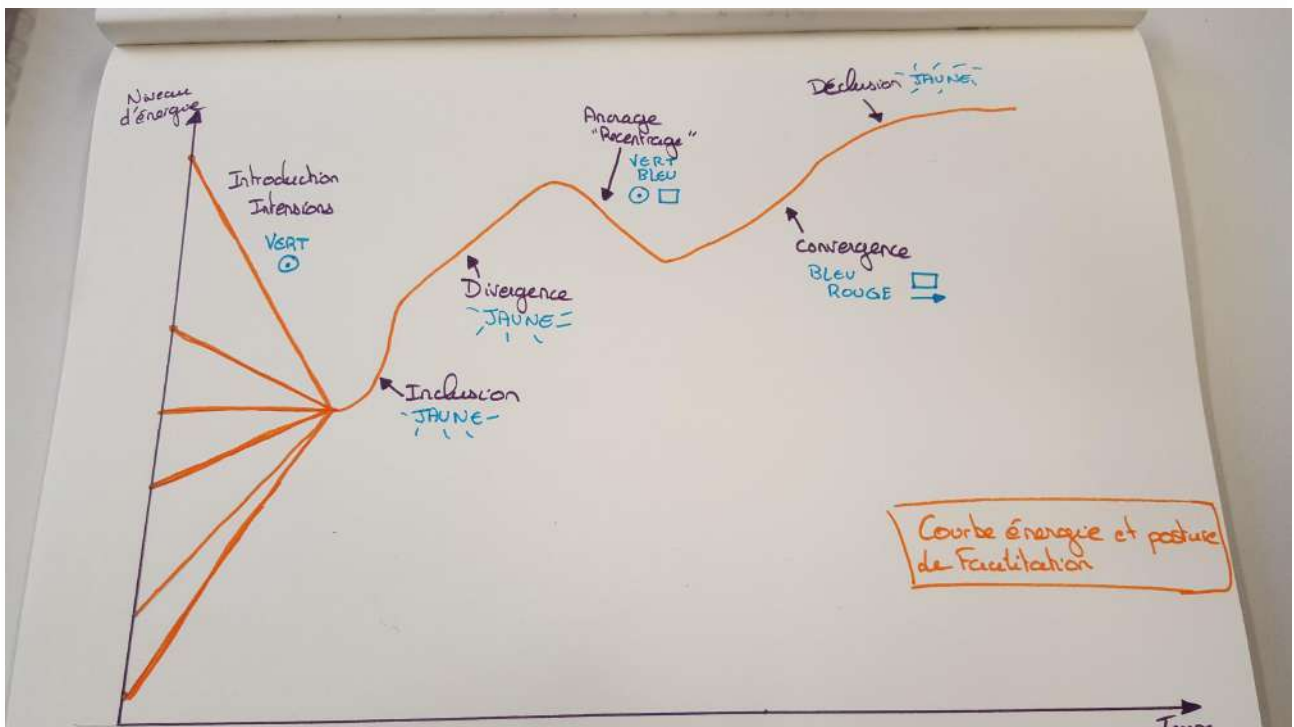 Niveau
d'énergie
Introduction
Intensions
VERT
Inclusion
JAUNE
Divergence
JAUNE
Ancrage
"Recentrage"
VERT
BLEU
Convergence
BLEU
ROUGE
Déclusion JAUNE
Courbe énergie et posture
de Facilitation